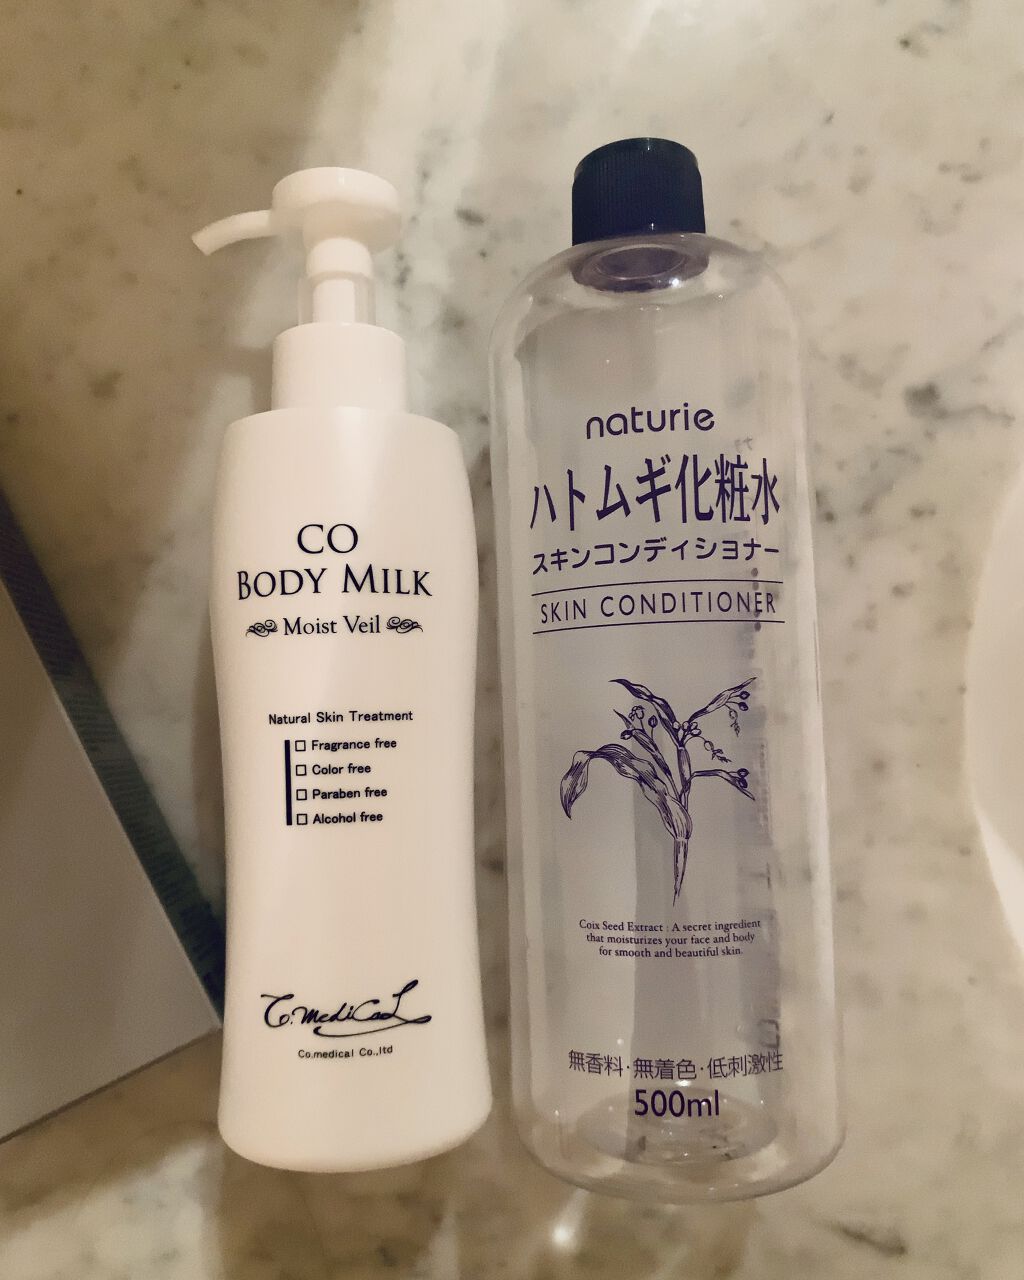 CO
BODY MILK
Moist Veil
Natural Skin Treatment
Fragrance free
Color free
Paraben free
Alcohol free
Co.medical
Co.medical Co.,ltd
naturie
ハトムギ化粧水
スキンコンディショナー
SKIN CONDITIONER
Coix Seed Extract : A secret ingredient
that moisturizes your face and body
for smooth and beautiful skin.
無香料・無着色・低刺激性
500ml